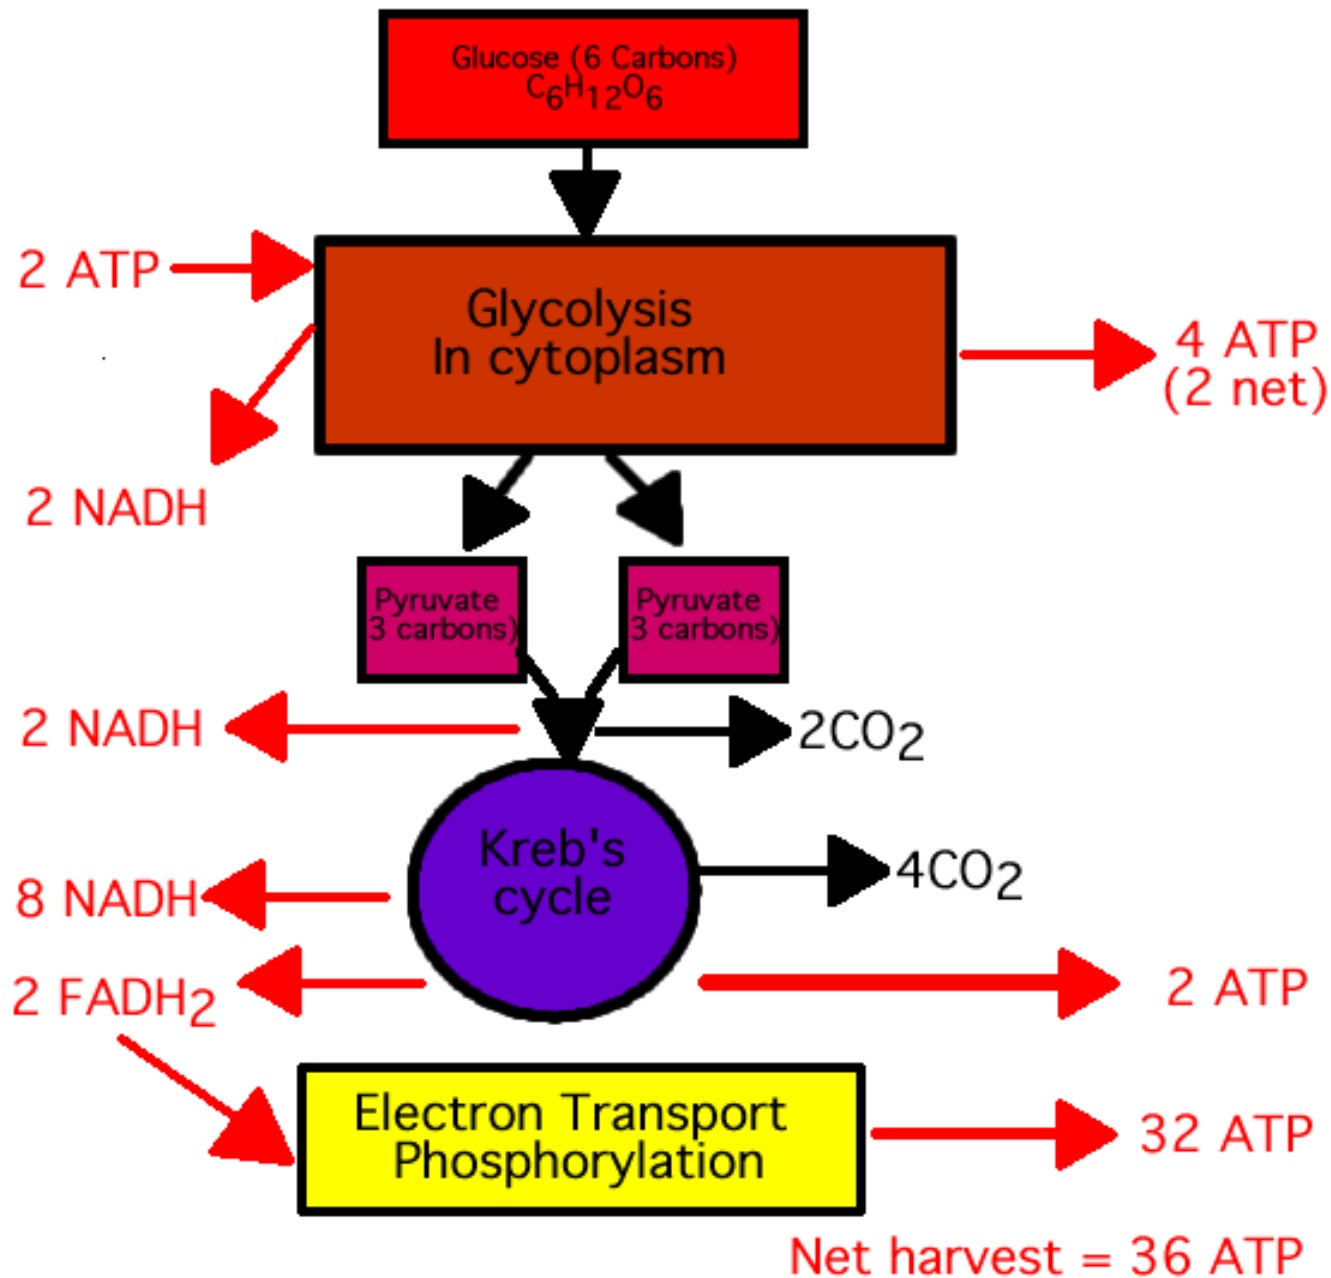 Glucose (6 Carbons)
C6H12O6
2 ATP
Glycolysis
In cytoplasm
4 ATP
(2 net)
2 NADH
Pyruvate
3 carbons)
Pyruvate
3 carbons)
2 NADH
2CO2
Kreb's
cycle
4CO2
8 NADH
2 FADH2
2 ATP
Electron Transport
Phosphorylation
32 ATP
Net harvest = 36 ATP